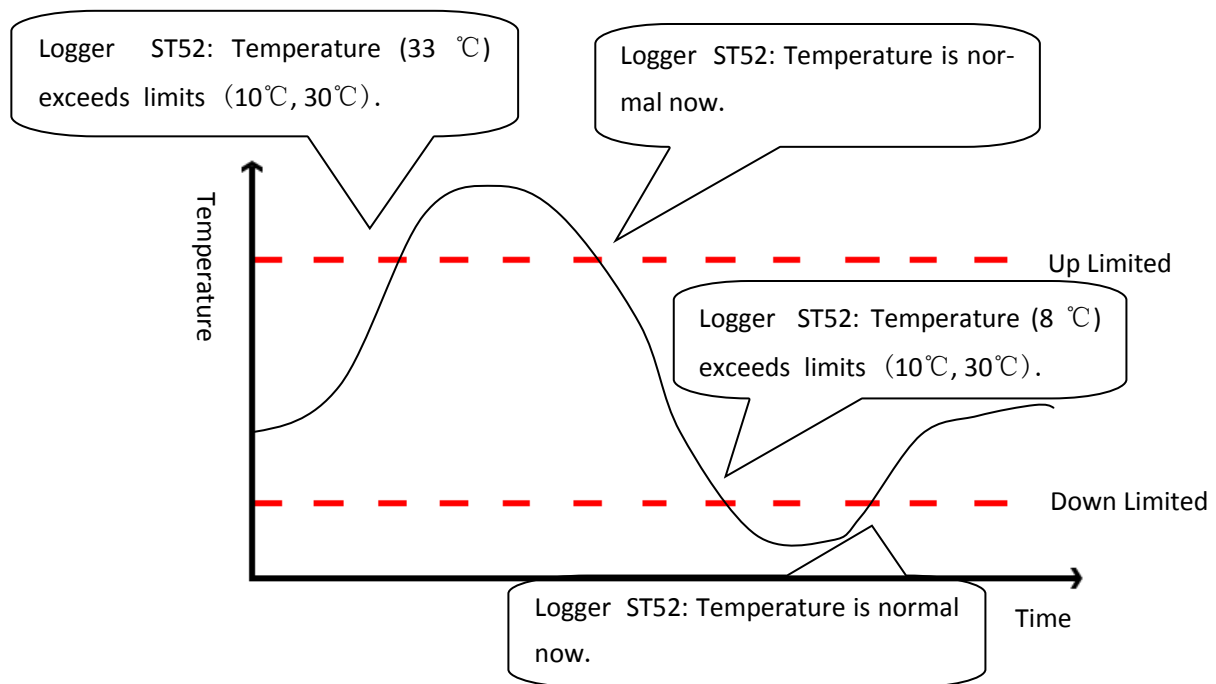 Logger ST52: Temperature (33 ℃)
exceeds limits （10℃, 30℃）.
Logger ST52: Temperature is nor-
mal now.
Temperature
Up Limited
Logger ST52: Temperature (8 ℃)
exceeds limits （10℃, 30℃）.
Down Limited
Logger ST52: Temperature is normal
now.
Time